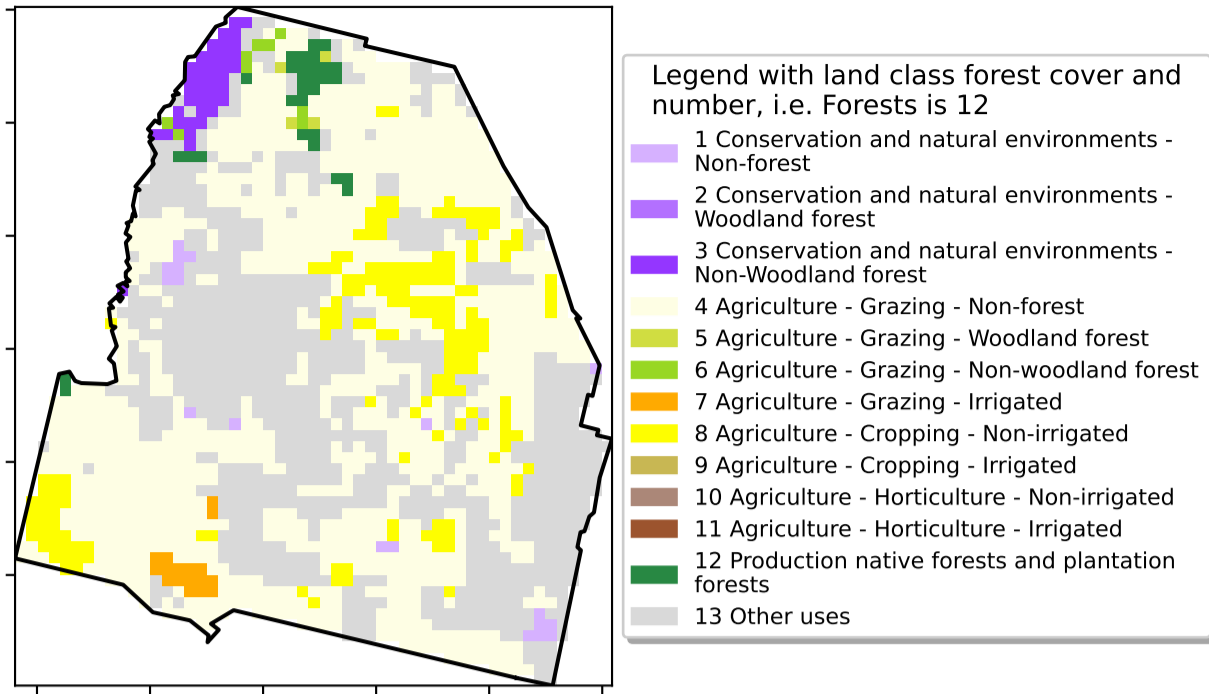 Legend with land class forest cover and
number, i.e. Forests is 12
1 Conservation and natural environments -
Non-forest
2 Conservation and natural environments -
Woodland forest
3 Conservation and natural environments -
Non-Woodland forest
4 Agriculture - Grazing - Non-forest
5 Agriculture - Grazing - Woodland forest
6 Agriculture - Grazing - Non-woodland forest
7 Agriculture - Grazing - Irrigated
8 Agriculture - Cropping - Non-irrigated
9 Agriculture - Cropping - Irrigated
10 Agriculture - Horticulture - Non-irrigated
11 Agriculture - Horticulture - Irrigated
12 Production native forests and plantation
forests
13 Other uses